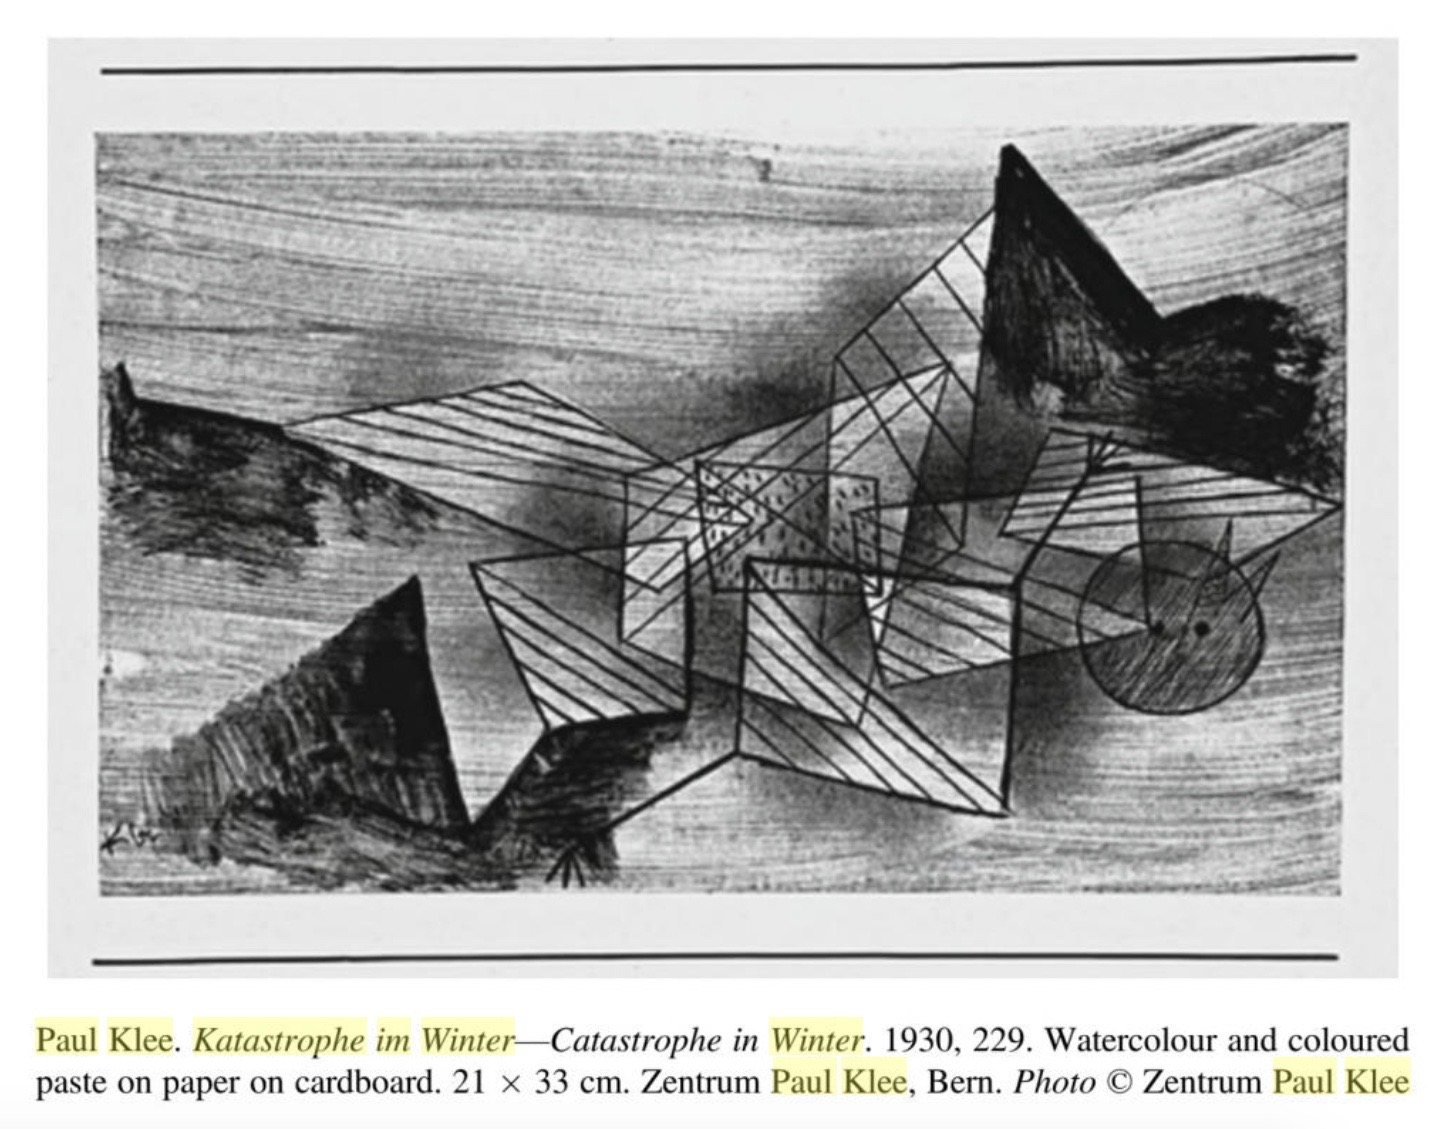 Klee
Paul Klee. Katastrophe im Winter—Catastrophe in Winter. 1930, 229. Watercolour and coloured
paste on paper on cardboard. 21 × 33 cm. Zentrum Paul Klee, Bern. Photo © Zentrum Paul Klee